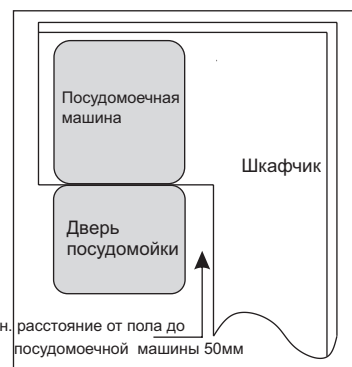 Посудомоечная
машина
Шкафчик
Дверь
посудомойки
н. расстояние от пола до
посудомоечной машины 50мм